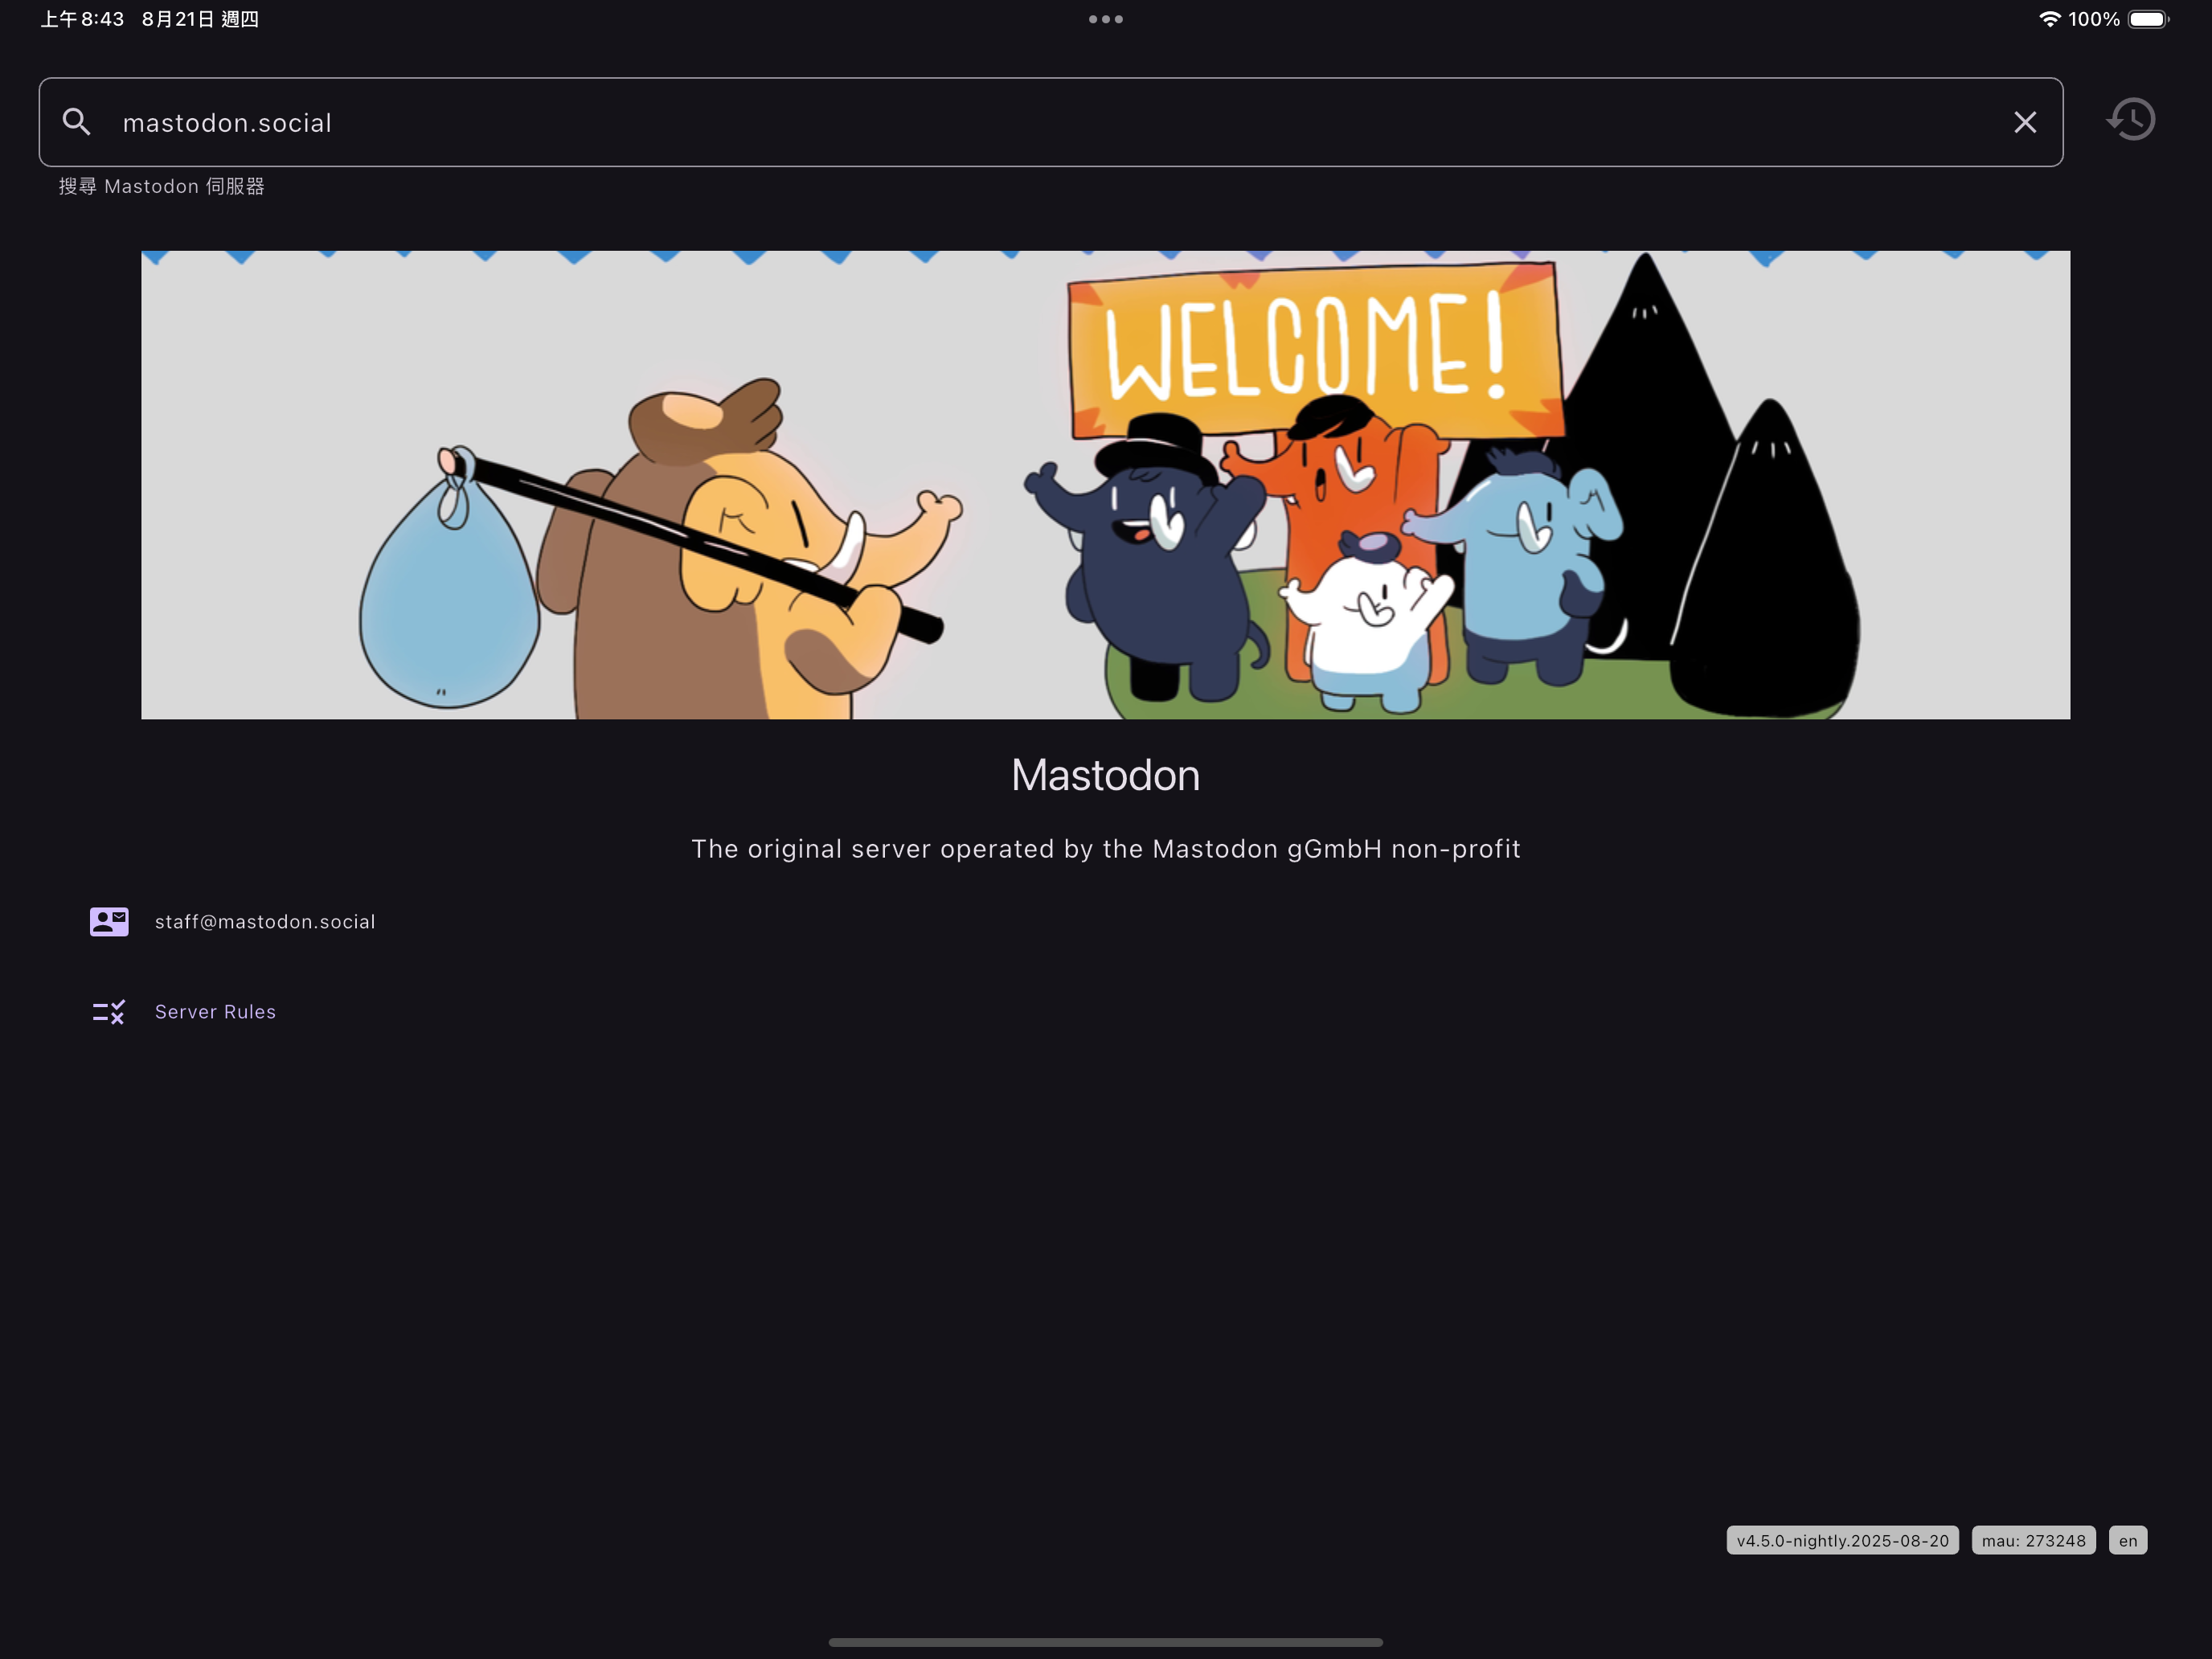 上午8:43 8月21日 週四
100%
mastodon.social
搜尋 Mastodon 伺服器
WELCOME!
Mastodon
The original server operated by the Mastodon gGmbH non-profit
staff@mastodon.social
Server Rules
v4.5.0-nightly.2025-08-20 mau: 273248 en